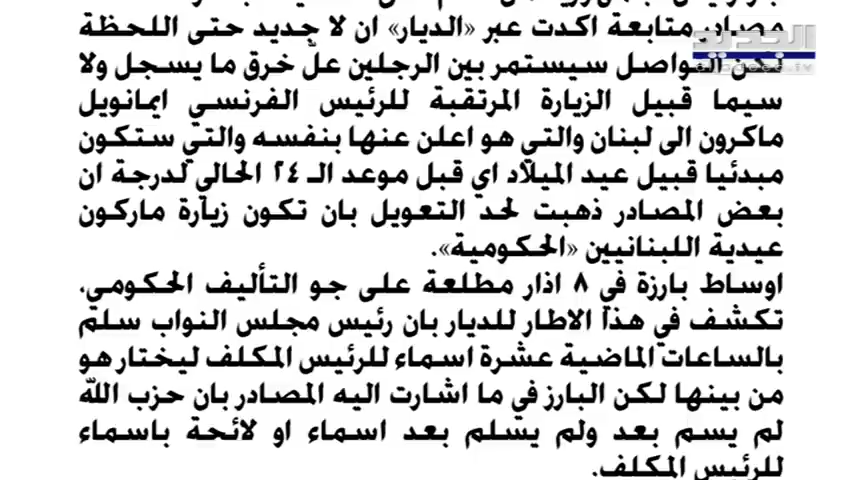 مصادر متابعة اكدت عبر «الديار» ان لا جديد حتى اللحظة
لكن التواصل سيستمر بين الرجلين علّ خرق ما يسجل ولا
سيما قبيل الزيارة المرتقبة للرئيس الفرنسي ايمانويل
ماكرون الى لبنان والتي هو اعلن عنها بنفسه والتي ستكون
مبدئيا قبيل عيد الميلاد اي قبل موعد الـ ٢٤ الحالي لدرجة ان
بعض المصادر ذهبت لحد التعويل بان تكون زيارة ماركون
عيدية اللبنانيين «الحكومية».
اوساط بارزة في ٨ اذار مطلعة على جو التأليف الحكومي،
تكشف في هذا الاطار للديار بان رئيس مجلس النواب سلم
بالساعات الماضية عشرة اسماء للرئيس المكلف ليختار هو
من بينها لكن البارز في ما اشارت اليه المصادر بان حزب الله
لم يسم بعد ولم يسلم بعد اسماء او لائحة باسماء
للرئيس المكلف.
الجديد